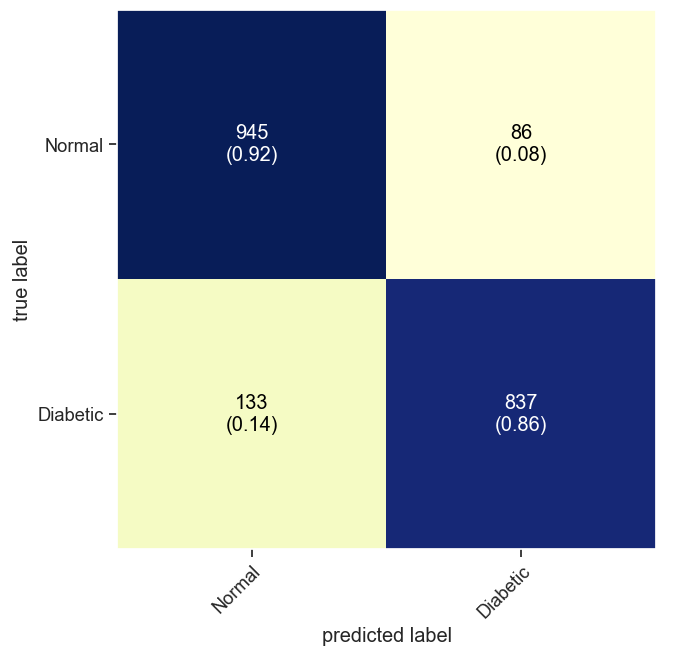 Normal
945
(0.92)
86
(0.08)
true label
Diabetic
133
(0.14)
837
(0.86)
Normal
Diabetic
predicted label